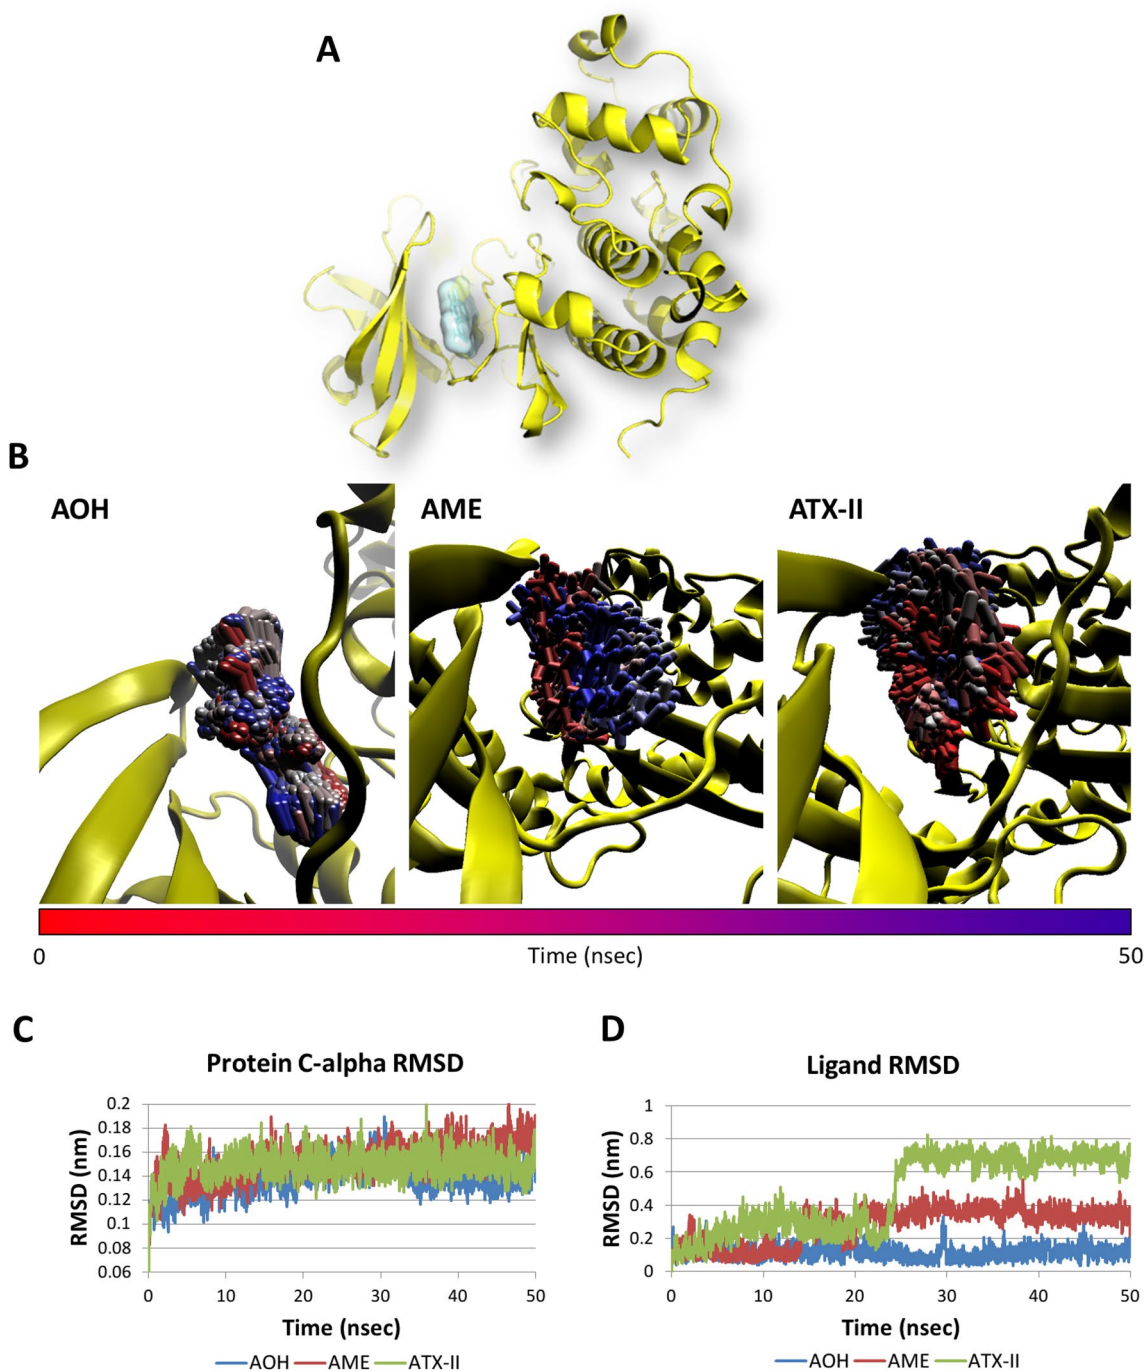 A
B
AOH
AME
ATX-II
0
Time (nsec)
50
C
D
Protein C-alpha RMSD
Ligand RMSD
RMSD (nm)
0.2
0.18
0.16
0.14
0.12
0.1
0.08
0.06
0
10
20
30
40
50
Time (nsec)
AOH
AME
ATX-II
RMSD (nm)
1
0.8
0.6
0.4
0.2
0
0
10
20
30
40
50
Time (nsec)
AOH
AME
ATX-II